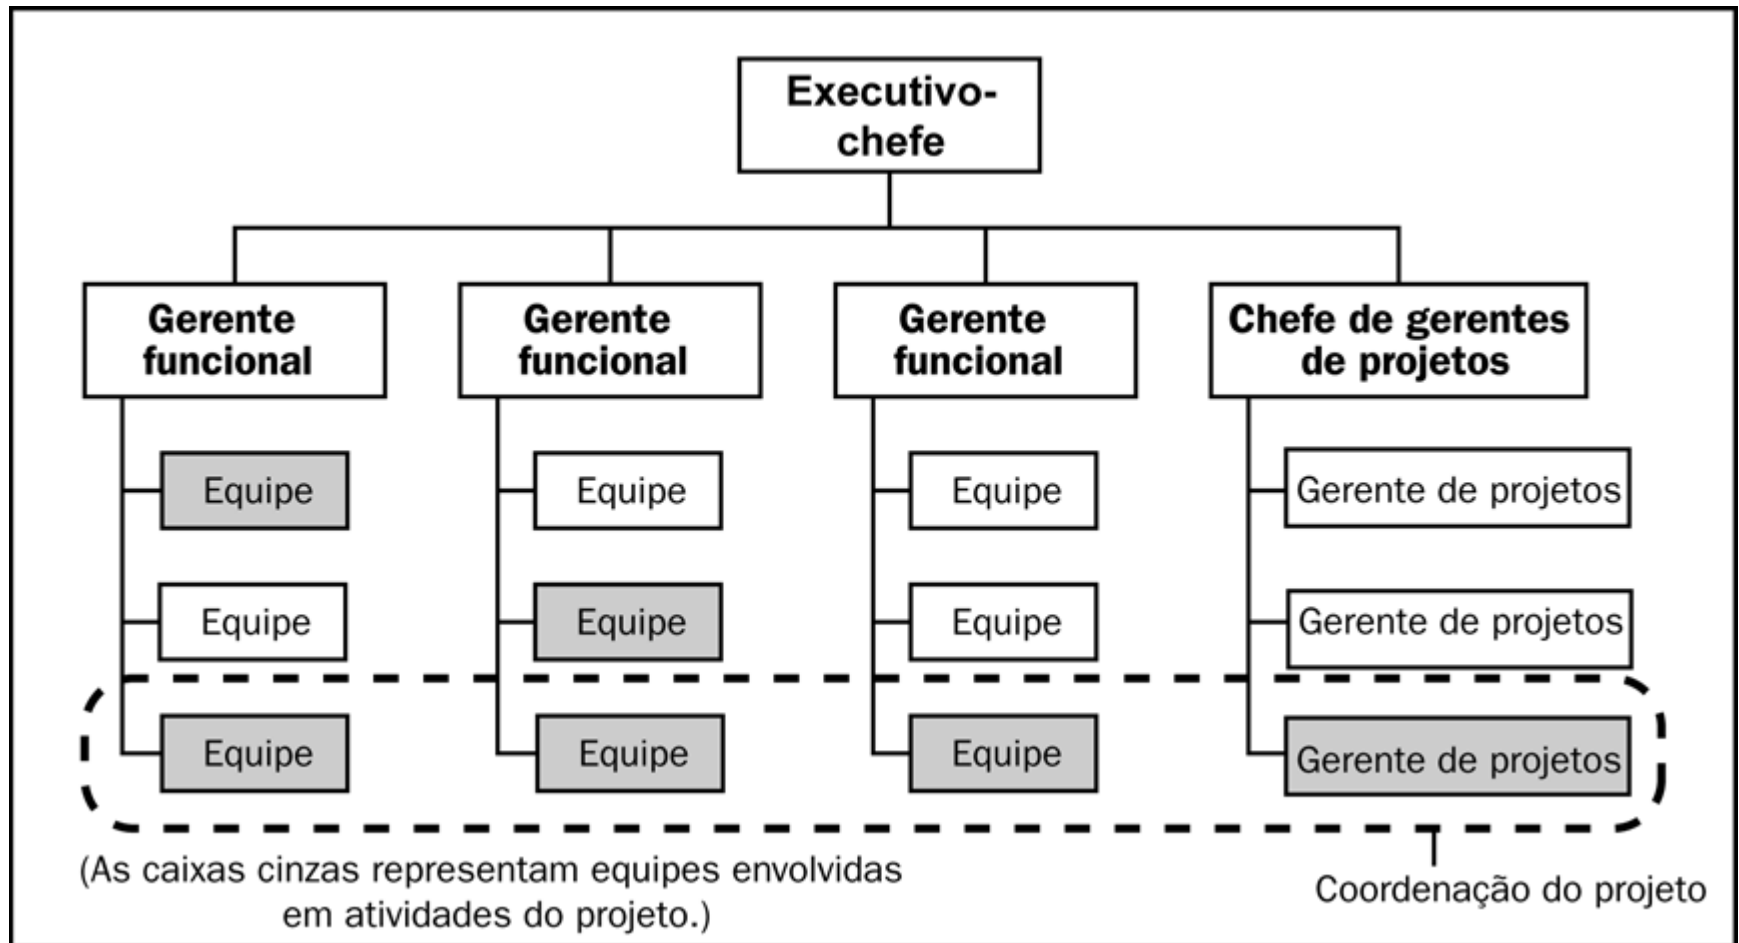 Executivo-
chefe
Gerente
funcional
Gerente
funcional
Gerente
funcional
Chefe de gerentes
de projetos
Equipe
Equipe
Equipe
Gerente de projetos
Equipe
Equipe
Equipe
Gerente de projetos
Equipe
Equipe
Equipe
Gerente de projetos
(As caixas cinzas representam equipes envolvidas
em atividades do projeto.)
Coordenação do projeto